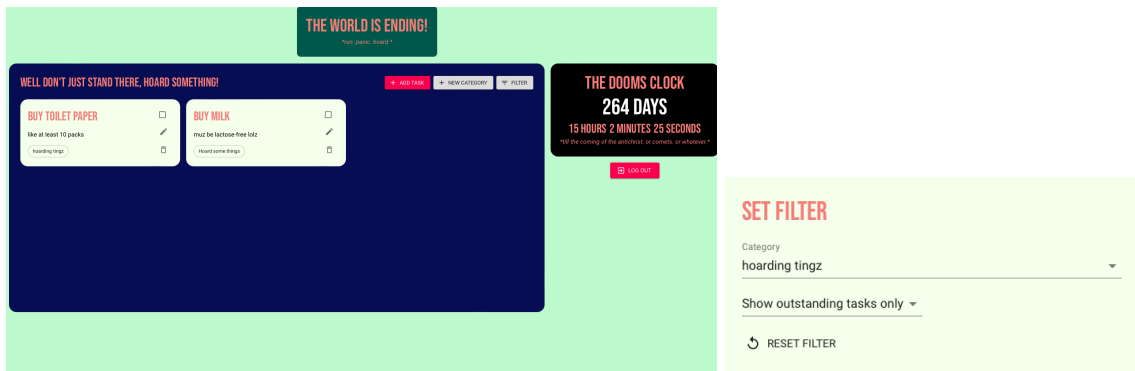 THE WORLD IS ENDING!
*run. panic. hoard.*
WELL DON'T JUST STAND THERE, HOARD SOMETHING!
+ ADD TASK
+ NEW CATEGORY
FILTER
BUY TOILET PAPER
like at least 10 packs
hoarding tingz
BUY MILK
muz be lactose-free lolz
Hoard some things
THE DOOMS CLOCK
264 DAYS
15 HOURS 2 MINUTES 25 SECONDS
*till the coming of the antichrist. or comets. or whatever.*
LOG OUT
SET FILTER
Category
hoarding tingz
Show outstanding tasks only
RESET FILTER